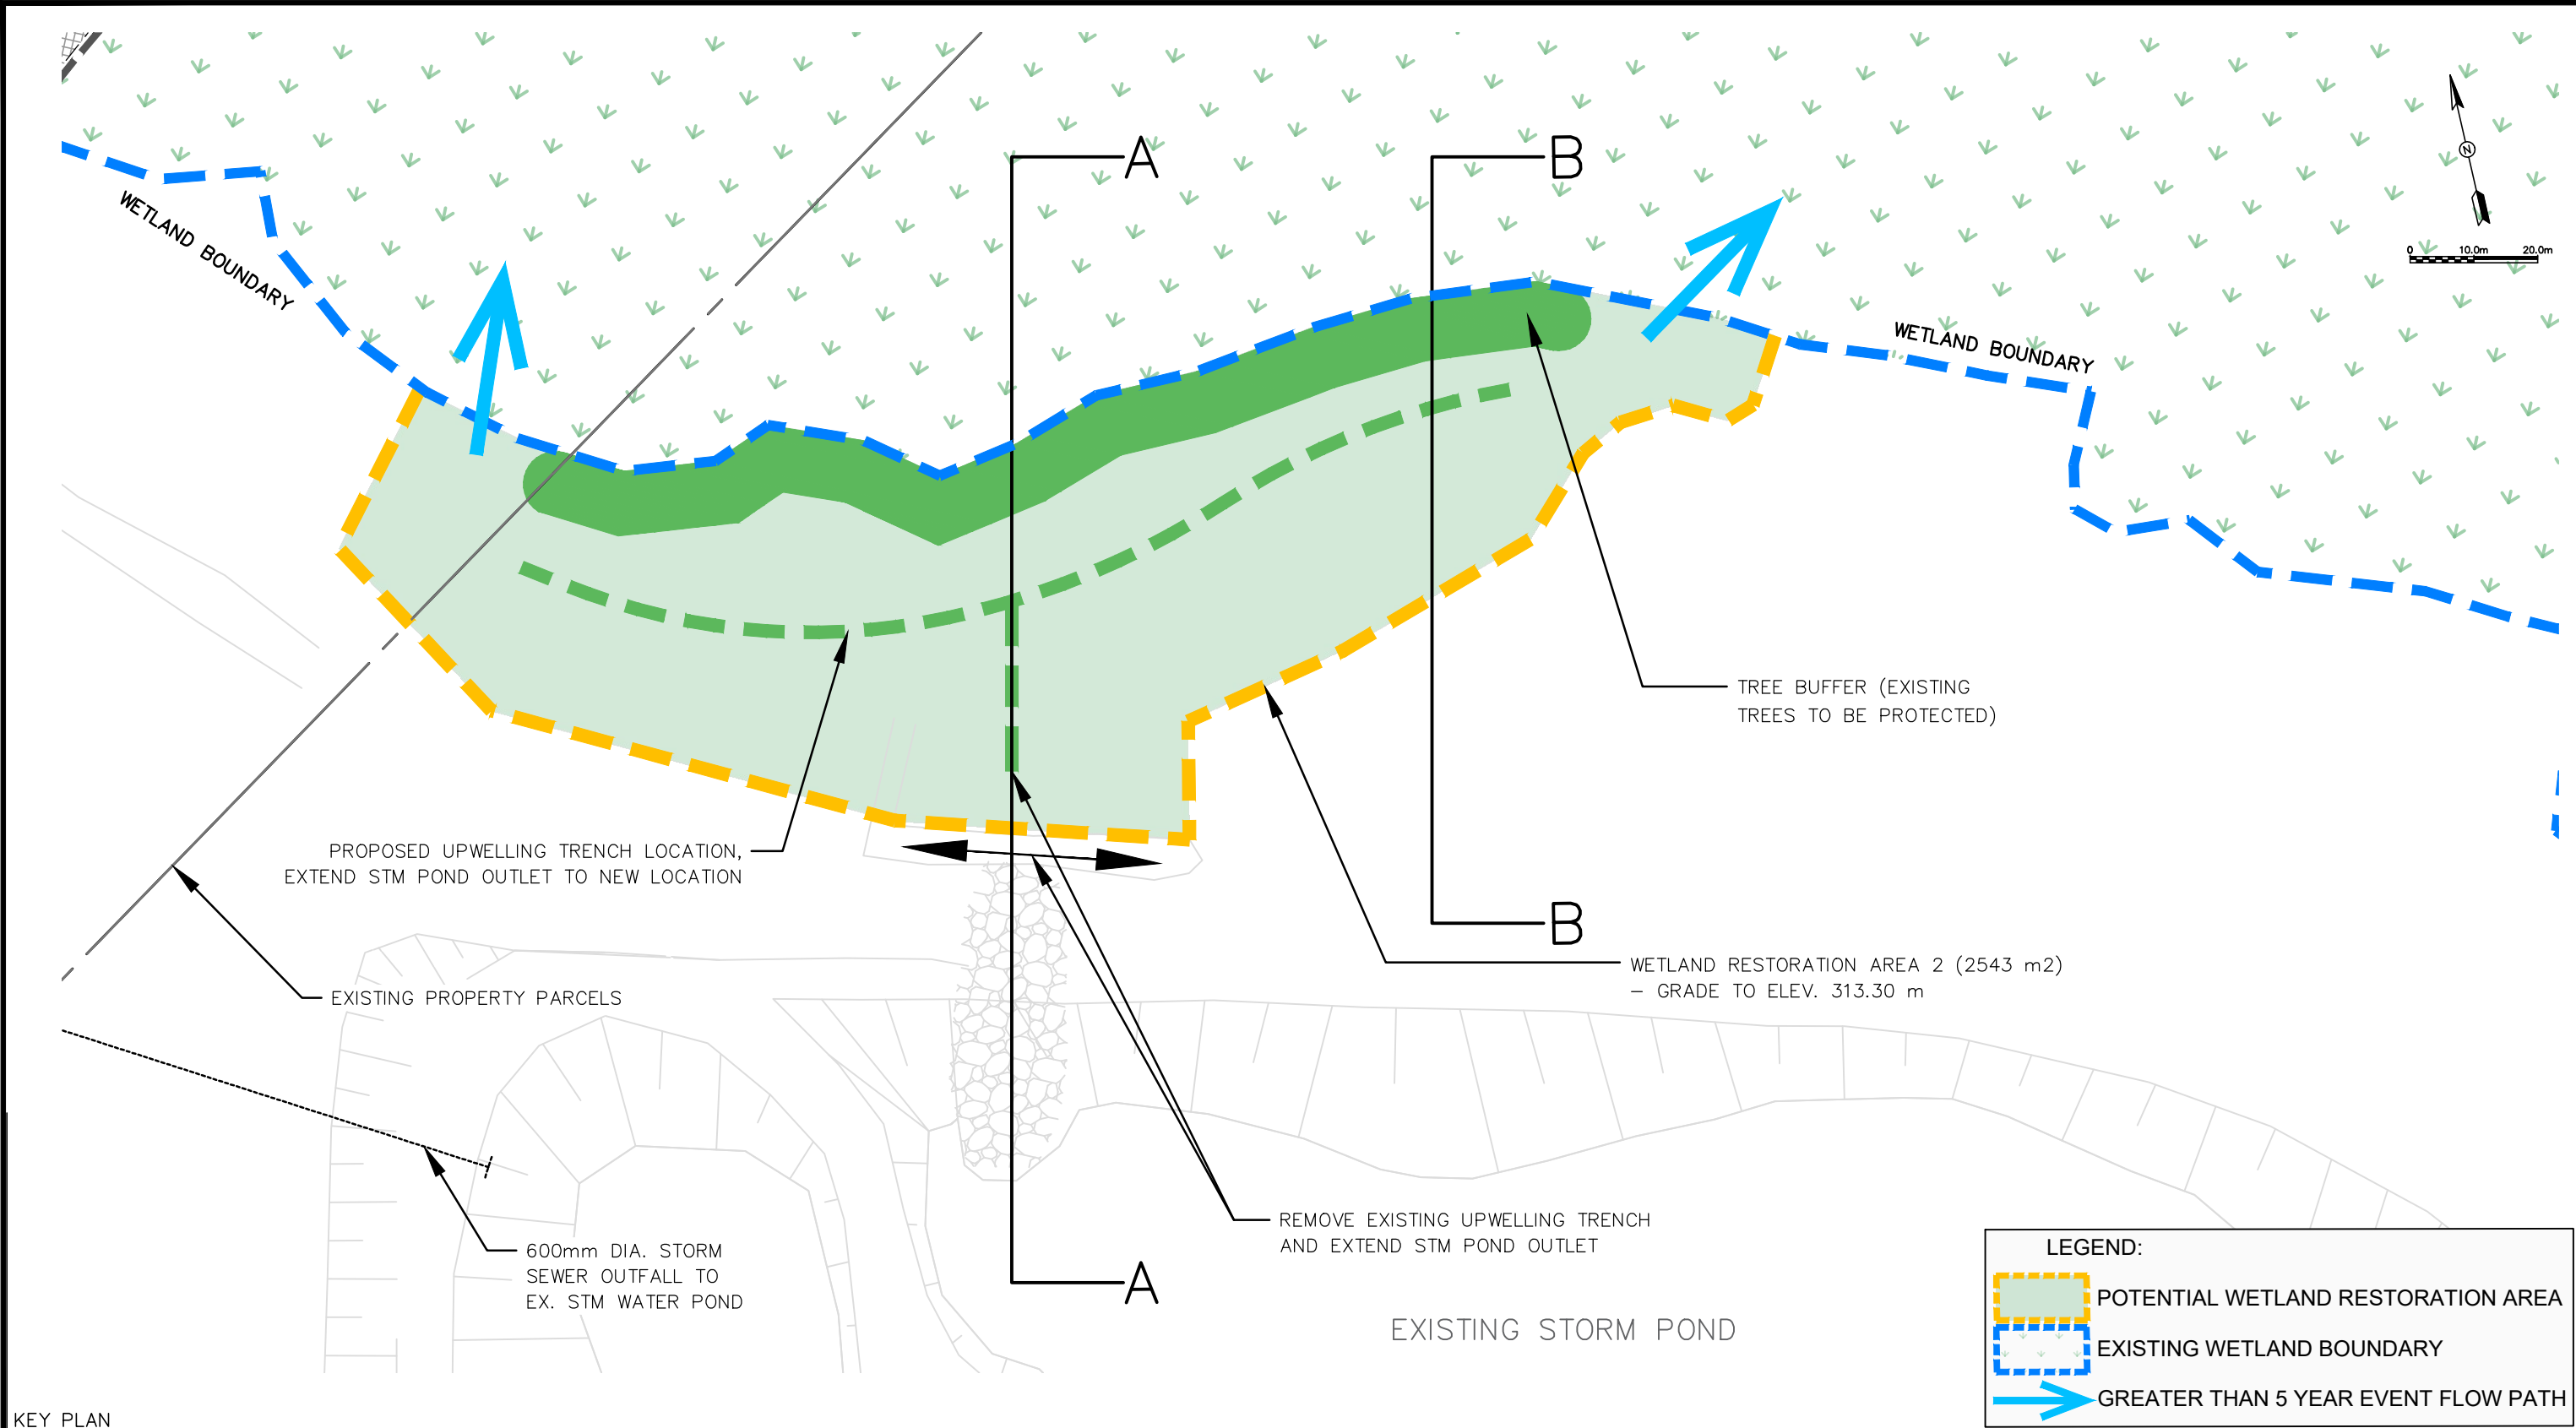 A
B
N
0 10.0m 20.0m
WETLAND BOUNDARY
WETLAND BOUNDARY
TREE BUFFER (EXISTING
TREES TO BE PROTECTED)
PROPOSED UPWELLING TRENCH LOCATION,
EXTEND STM POND OUTLET TO NEW LOCATION
B
WETLAND RESTORATION AREA 2 (2543 m2)
– GRADE TO ELEV. 313.30 m
EXISTING PROPERTY PARCELS
REMOVE EXISTING UPWELLING TRENCH
AND EXTEND STM POND OUTLET
600mm DIA. STORM
SEWER OUTFALL TO
EX. STM WATER POND
A
EXISTING STORM POND
LEGEND:
POTENTIAL WETLAND RESTORATION AREA
EXISTING WETLAND BOUNDARY
GREATER THAN 5 YEAR EVENT FLOW PATH
KEY PLAN